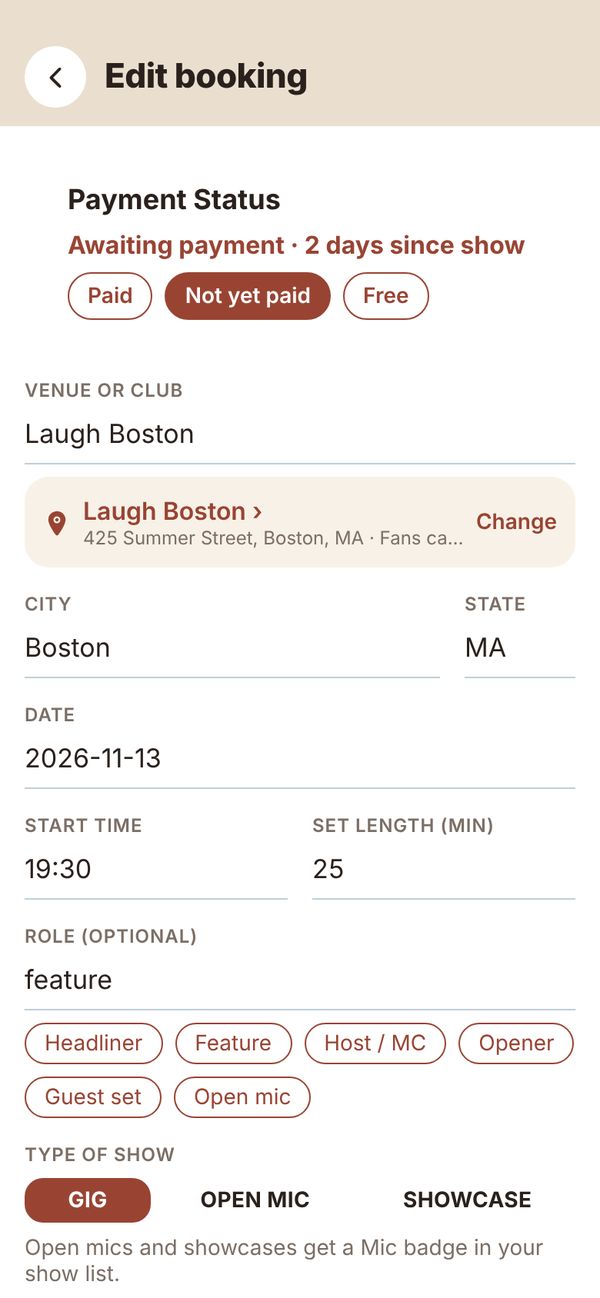 Edit booking
Payment Status
Awaiting payment · 2 days since show
Paid
Not yet paid
Free
VENUE OR CLUB
Laugh Boston
Laugh Boston ›
425 Summer Street, Boston, MA · Fans ca...
Change
CITY
STATE
Boston
MA
DATE
2026-11-13
START TIME
SET LENGTH (MIN)
19:30
25
ROLE (OPTIONAL)
feature
Headliner
Feature
Host / MC
Opener
Guest set
Open mic
TYPE OF SHOW
GIG
OPEN MIC
SHOWCASE
Open mics and showcases get a Mic badge in your
show list.